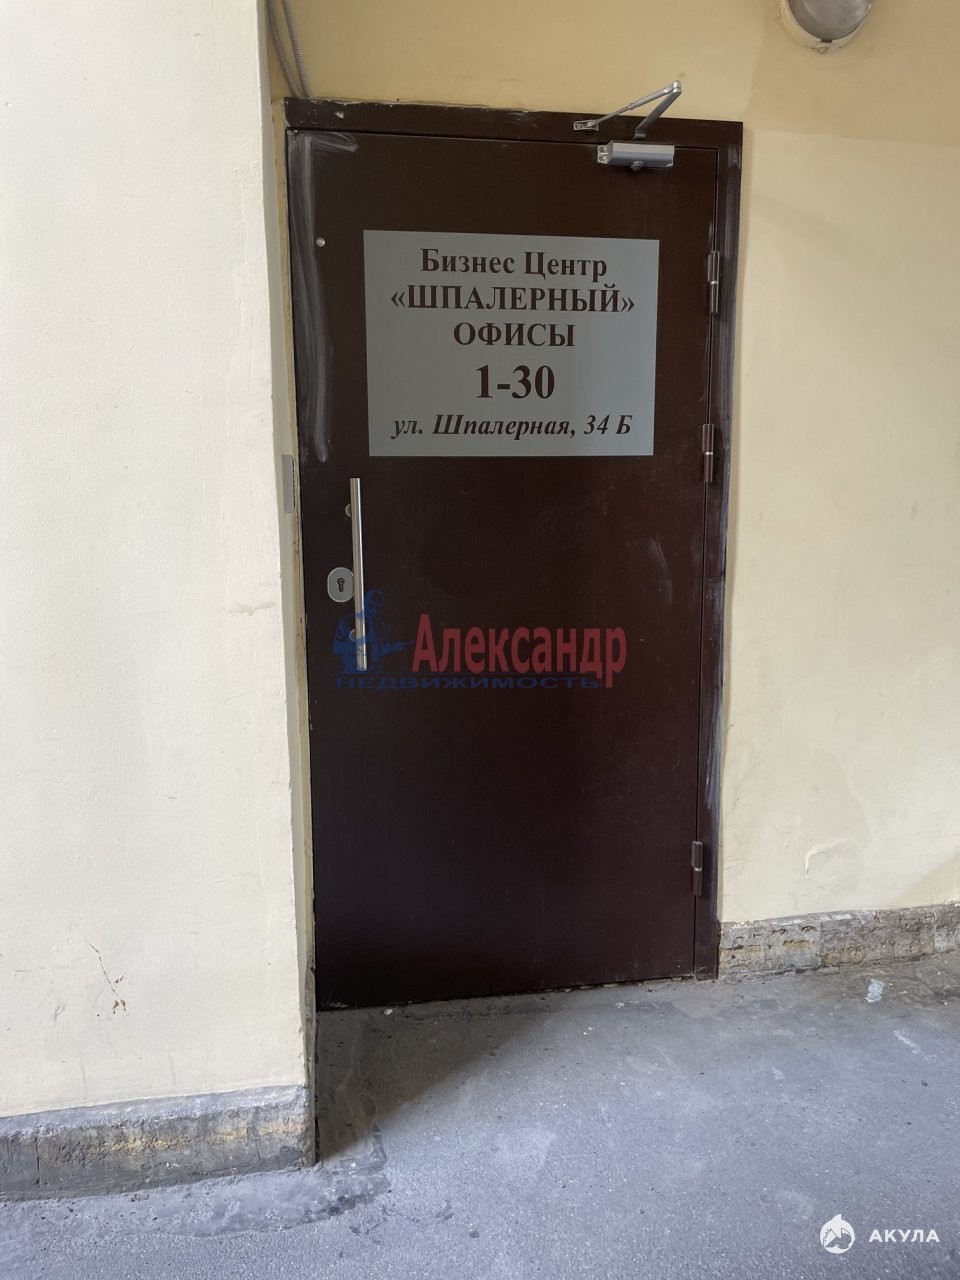 Бизнес Центр
«ШПАЛЕРНЫЙ»
ОФИСЫ
1-30
ул. Шпалерная, 34 Б
Александр
НЕДВИЖИМОСТЬ
АКУЛА